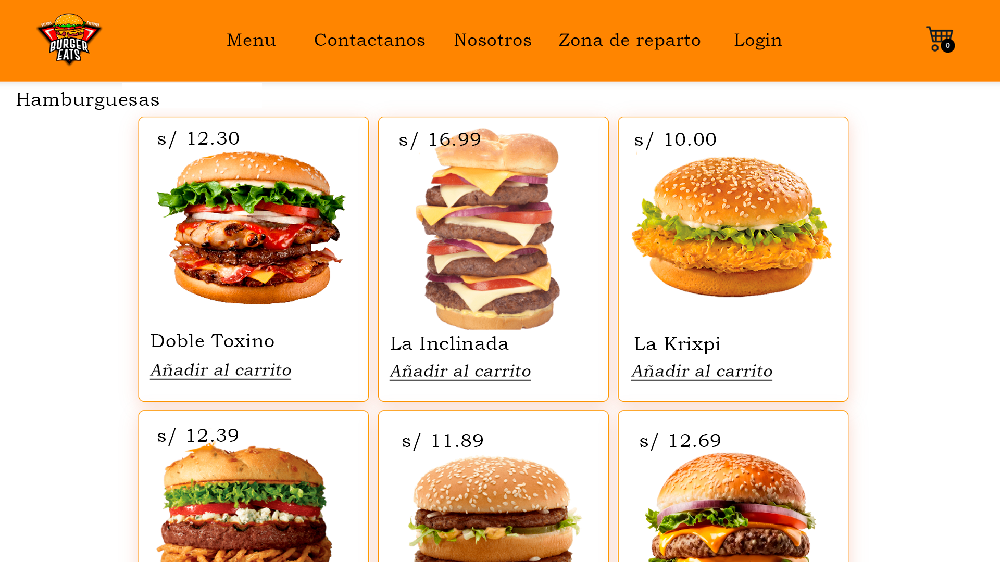 BURGER
EATS
Menu
Contactanos
Nosotros
Zona de reparto
Login
0
Hamburguesas
s/ 12.30
s/ 16.99
s/ 10.00
Doble Toxino
La Inclinada
La Krixpi
Añadir al carrito
Añadir al carrito
Añadir al carrito
s/ 12.39
s/ 11.89
s/ 12.69